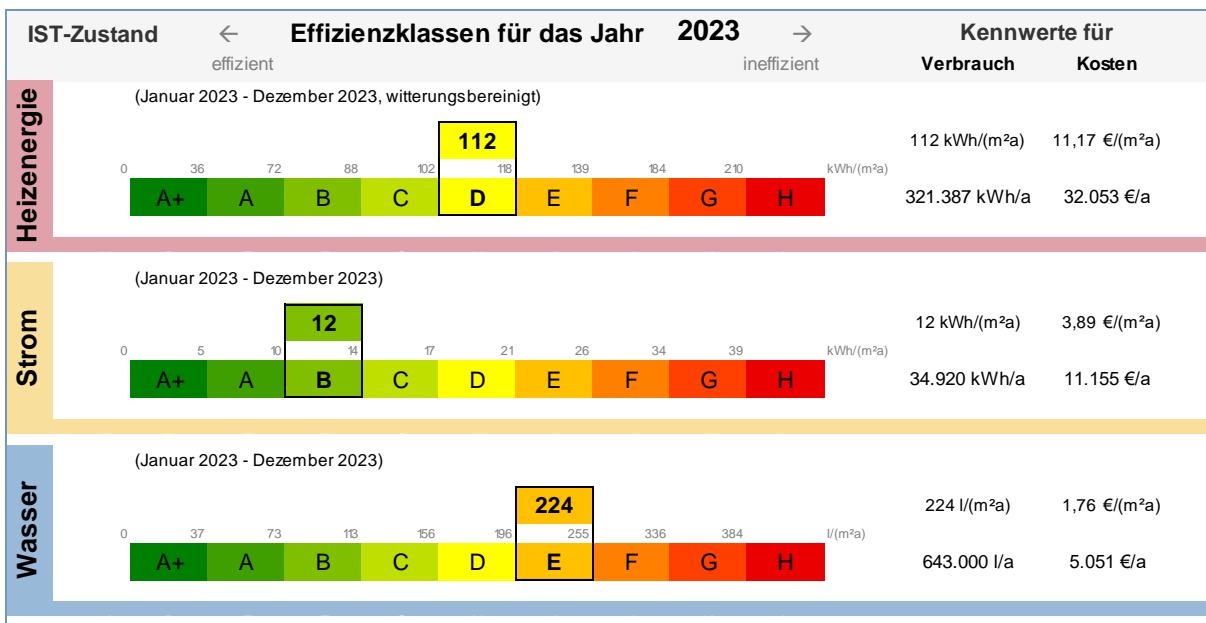 IST-Zustand ← Effizienzklassen für das Jahr 2023 → Kennwerte für
effizient ineffizient Verbrauch Kosten
Heizenergie
(Januar 2023 - Dezember 2023, witterungsbereinigt)
112 112 kWh/(m²a) 11,17 €/(m²a)
0 36 72 88 102 118 139 184 210 kWh/(m²a)
A+ A B C D E F G H 321.387 kWh/a 32.053 €/a
Strom
(Januar 2023 - Dezember 2023)
12 12 kWh/(m²a) 3,89 €/(m²a)
0 5 10 14 17 21 26 34 39 kWh/(m²a)
A+ A B C D E F G H 34.920 kWh/a 11.155 €/a
Wasser
(Januar 2023 - Dezember 2023)
224 224 l/(m²a) 1,76 €/(m²a)
0 37 73 113 156 196 255 336 384 l/(m²a)
A+ A B C D E F G H 643.000 l/a 5.051 €/a